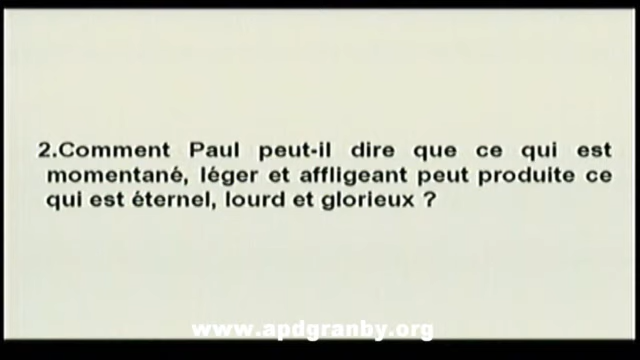 2.Comment Paul peut-il dire que ce qui est
momentané, léger et affligeant peut produite ce
qui est éternel, lourd et glorieux ?
www.apdgranby.org